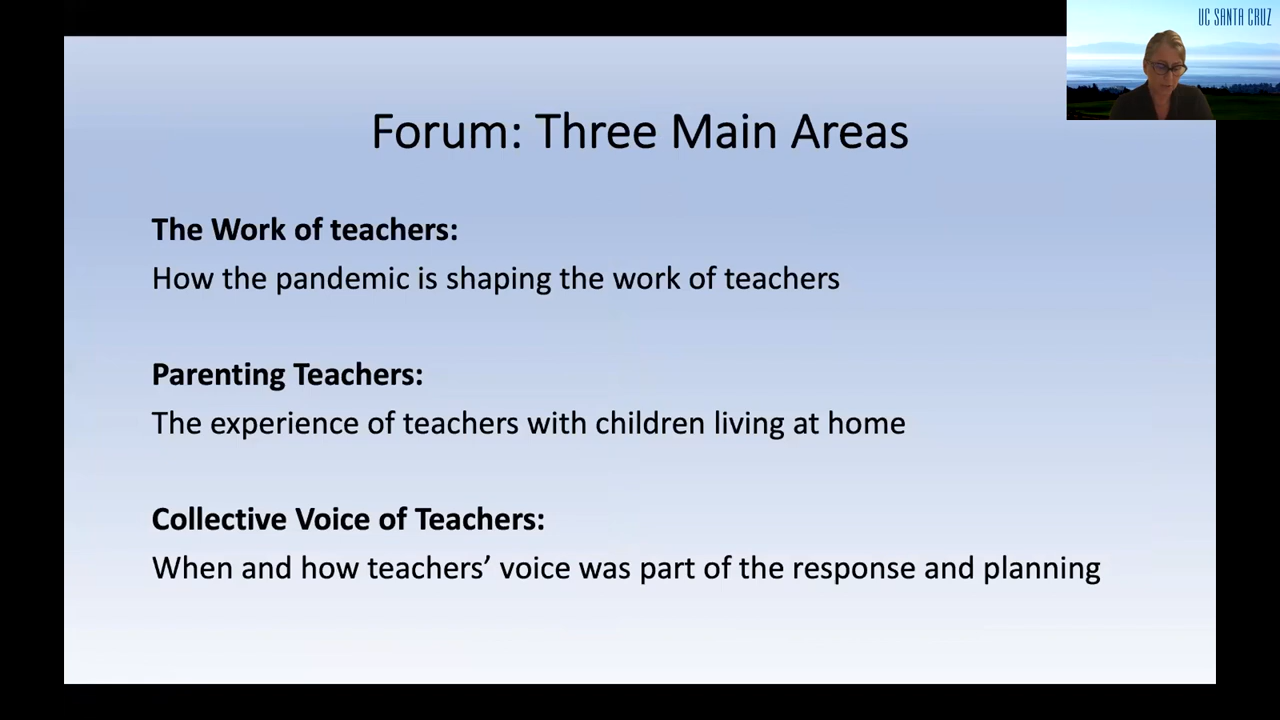 UC SANTA CRUZ
Forum: Three Main Areas
The Work of teachers:
How the pandemic is shaping the work of teachers
Parenting Teachers:
The experience of teachers with children living at home
Collective Voice of Teachers:
When and how teachers’ voice was part of the response and planning